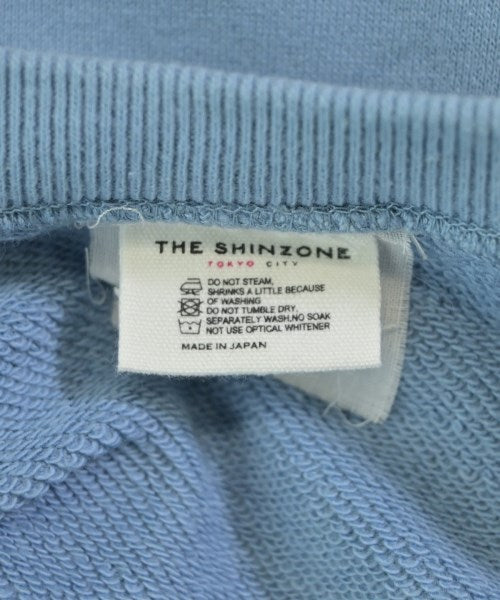 THE SHINZONE
TOKYO CITY
DO NOT STEAM,
SHRINKS A LITTLE BECAUSE
OF WASHING
DO NOT TUMBLE DRY,
SEPARATELY WASH,NO SOAK
NOT USE OPTICAL WHITENER
MADE IN JAPAN